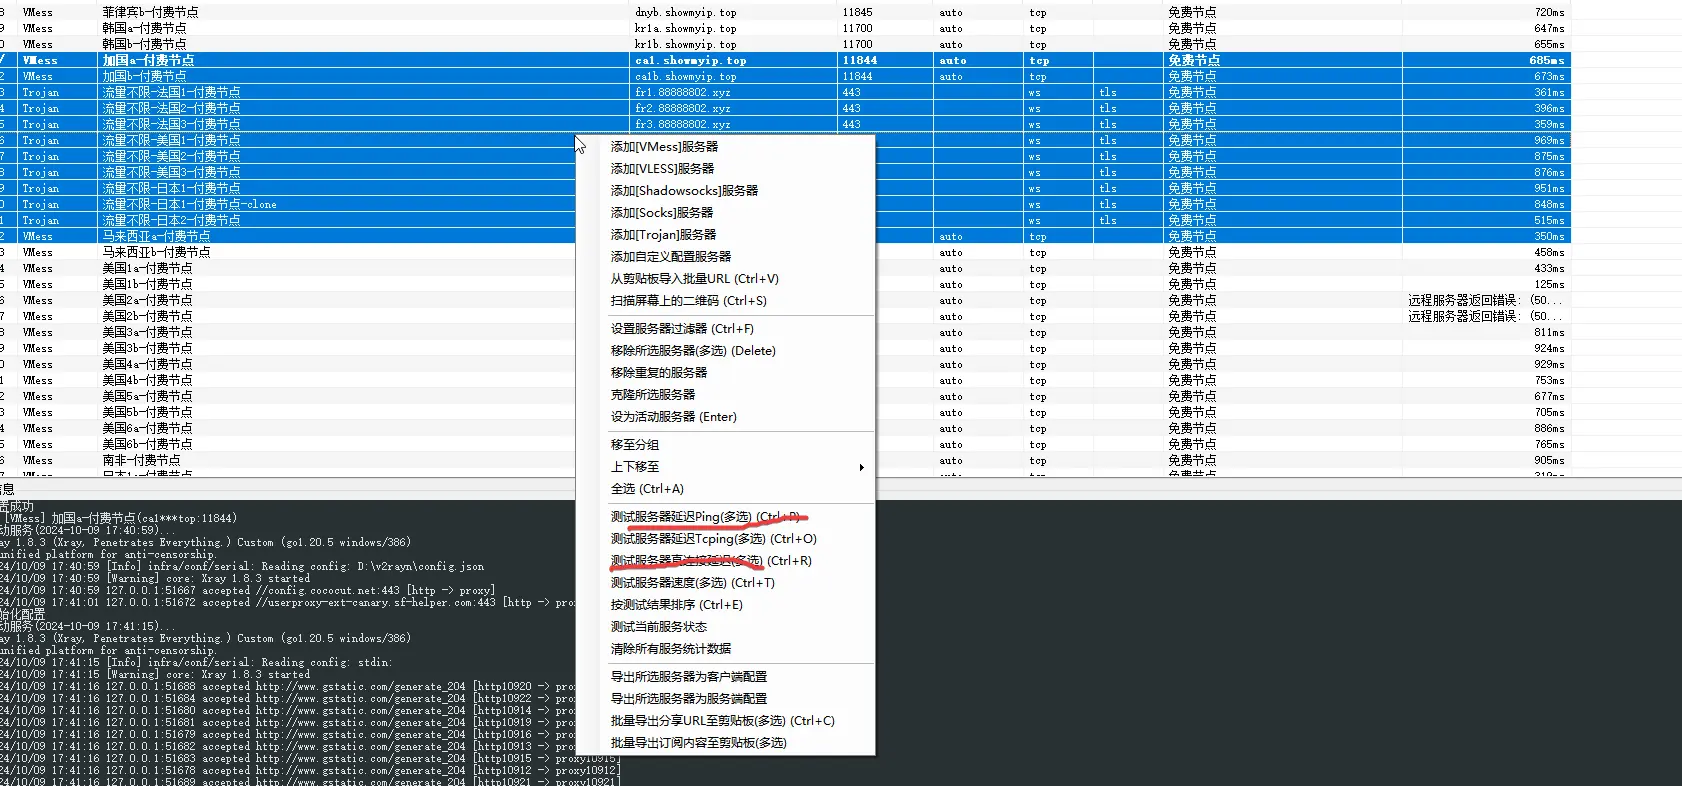 8 VMess 菲律宾b-付费节点 dnyb.showmyip.top 11845 auto tcp 免费节点 720ms
9 VMess 韩国a-付费节点 kr1a.showmyip.top 11700 auto tcp 免费节点 647ms
0 VMess 韩国b-付费节点 kr1b.showmyip.top 11700 auto tcp 免费节点 655ms
VMess 加国a-付费节点 ca1.showmyip.top 11844 auto tcp 免费节点 685ms
2 VMess 加国b-付费节点 ca1b.showmyip.top 11844 auto tcp 免费节点 673ms
3 Trojan 流量不限-法国1-付费节点 fr1.88888802.xyz 443 ws tls 免费节点 361ms
4 Trojan 流量不限-法国2-付费节点 fr2.88888802.xyz 443 ws tls 免费节点 396ms
5 Trojan 流量不限-法国3-付费节点 fr3.88888802.xyz 443 ws tls 免费节点 359ms
6 Trojan 流量不限-美国1-付费节点 ws tls 免费节点 969ms
7 Trojan 流量不限-美国2-付费节点 ws tls 免费节点 875ms
8 Trojan 流量不限-美国3-付费节点 ws tls 免费节点 876ms
9 Trojan 流量不限-日本1-付费节点 ws tls 免费节点 951ms
0 Trojan 流量不限-日本1-付费节点-clone ws tls 免费节点 848ms
1 Trojan 流量不限-日本2-付费节点 ws tls 免费节点 515ms
2 VMess 马来西亚a-付费节点 auto tcp 免费节点 350ms
3 VMess 马来西亚b-付费节点 auto tcp 免费节点 458ms
4 VMess 美国1a-付费节点 auto tcp 免费节点 433ms
5 VMess 美国1b-付费节点 auto tcp 免费节点 125ms
6 VMess 美国2a-付费节点 auto tcp 免费节点 远程服务器返回错误: (50...
7 VMess 美国2b-付费节点 auto tcp 免费节点 远程服务器返回错误: (50...
8 VMess 美国3a-付费节点 auto tcp 免费节点 811ms
9 VMess 美国3b-付费节点 auto tcp 免费节点 924ms
0 VMess 美国4a-付费节点 auto tcp 免费节点 929ms
1 VMess 美国4b-付费节点 auto tcp 免费节点 753ms
2 VMess 美国5a-付费节点 auto tcp 免费节点 677ms
3 VMess 美国5b-付费节点 auto tcp 免费节点 705ms
4 VMess 美国6a-付费节点 auto tcp 免费节点 886ms
5 VMess 美国6b-付费节点 auto tcp 免费节点 765ms
6 VMess 南非-付费节点 auto tcp 免费节点 905ms
添加[VMess]服务器
添加[VLESS]服务器
添加[Shadowsocks]服务器
添加[Socks]服务器
添加[Trojan]服务器
添加自定义配置服务器
从剪贴板导入批量URL (Ctrl+V)
扫描屏幕上的二维码 (Ctrl+S)
设置服务器过滤器 (Ctrl+F)
移除所选服务器(多选) (Delete)
移除重复的服务器
克隆所选服务器
设为活动服务器 (Enter)
移至分组
上下移至
全选 (Ctrl+A)
测试服务器延迟Ping(多选) (Ctrl+P)
测试服务器延迟Tcping(多选) (Ctrl+O)
测试服务器真连接延迟(多选) (Ctrl+R)
测试服务器速度(多选) (Ctrl+T)
按测试结果排序 (Ctrl+E)
测试当前服务状态
清除所有服务统计数据
导出所选服务器为客户端配置
导出所选服务器为服务端配置
批量导出分享URL至剪贴板(多选) (Ctrl+C)
批量导出订阅内容至剪贴板(多选)
信息
置成功
[VMess] 加国a-付费节点(ca1***top:11844)
动服务(2024-10-09 17:40:59)...
ay 1.8.3 (Xray, Penetrates Everything.) Custom (go1.20.5 windows/386)
unified platform for anti-censorship.
24/10/09 17:40:59 [Info] infra/conf/serial: Reading config: D:\v2rayn\config.json
24/10/09 17:40:59 [Warning] core: Xray 1.8.3 started
24/10/09 17:40:59 127.0.0.1:51667 accepted //config.cococut.net:443 [http -> proxy]
24/10/09 17:41:01 127.0.0.1:51672 accepted //userproxy-ext-canary.sf-helper.com:443 [http -> pro
始化配置
动服务(2024-10-09 17:41:15)...
ay 1.8.3 (Xray, Penetrates Everything.) Custom (go1.20.5 windows/386)
unified platform for anti-censorship.
24/10/09 17:41:15 [Info] infra/conf/serial: Reading config: stdin:
24/10/09 17:41:15 [Warning] core: Xray 1.8.3 started
24/10/09 17:41:16 127.0.0.1:51688 accepted http://www.gstatic.com/generate_204 [http10920 -> prox
24/10/09 17:41:16 127.0.0.1:51684 accepted http://www.gstatic.com/generate_204 [http10922 -> prox
24/10/09 17:41:16 127.0.0.1:51680 accepted http://www.gstatic.com/generate_204 [http10914 -> prox
24/10/09 17:41:16 127.0.0.1:51681 accepted http://www.gstatic.com/generate_204 [http10919 -> prox
24/10/09 17:41:16 127.0.0.1:51679 accepted http://www.gstatic.com/generate_204 [http10916 -> prox
24/10/09 17:41:16 127.0.0.1:51682 accepted http://www.gstatic.com/generate_204 [http10913 -> prox
24/10/09 17:41:16 127.0.0.1:51683 accepted http://www.gstatic.com/generate_204 [http10915 -> proxy10915]
24/10/09 17:41:16 127.0.0.1:51678 accepted http://www.gstatic.com/generate_204 [http10912 -> proxy10912]
24/10/09 17:41:16 127.0.0.1:51689 accepted http://www.gstatic.com/generate_204 [http10921 -> proxy10921]